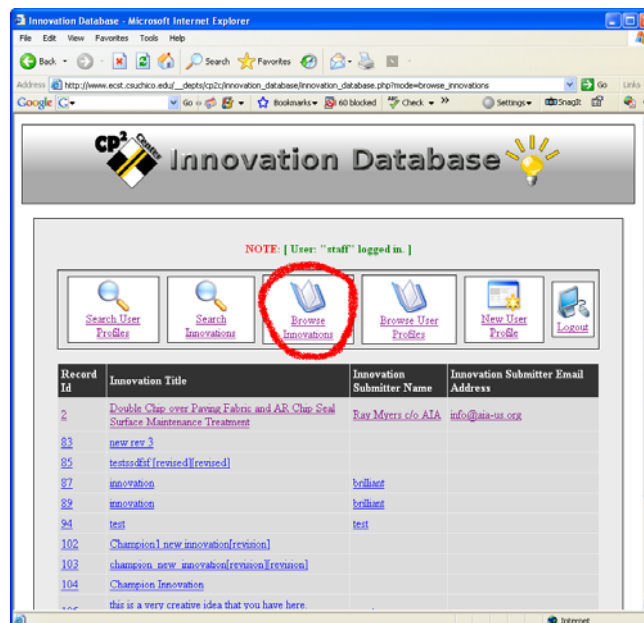 Innovation Database - Microsoft Internet Explorer
File Edit View Favorites Tools Help
Back Search Favorites
Address http://www.ecst.csuchico.edu/__depts/cp2c/innovation_database/innovation_database.php?mode=browse_innovations Go Links
Google Go Bookmarks 60 blocked Check Settings SnagIt
CP2 Center Innovation Database
NOTE: [ User: "staff" logged in. ]
Search User Profiles
Search Innovations
Browse Innovations
Browse User Profiles
New User Profile
Logout
Record Id Innovation Title Innovation Submitter Name Innovation Submitter Email Address
2 Double Chip over Paving Fabric and AR Chip Seal Surface Maintenance Treatment Ray Myers c/o AIA info@aia-us.org
83 new rev 3
85 [revised][revised]
87 innovation brilliant
89 innovation brilliant
94 test test
102 Champion1 new innovation[revision]
103 champion_new_innovation[revision][revision]
104 Champion Innovation
this is a very creative idea that you have here.
Internet